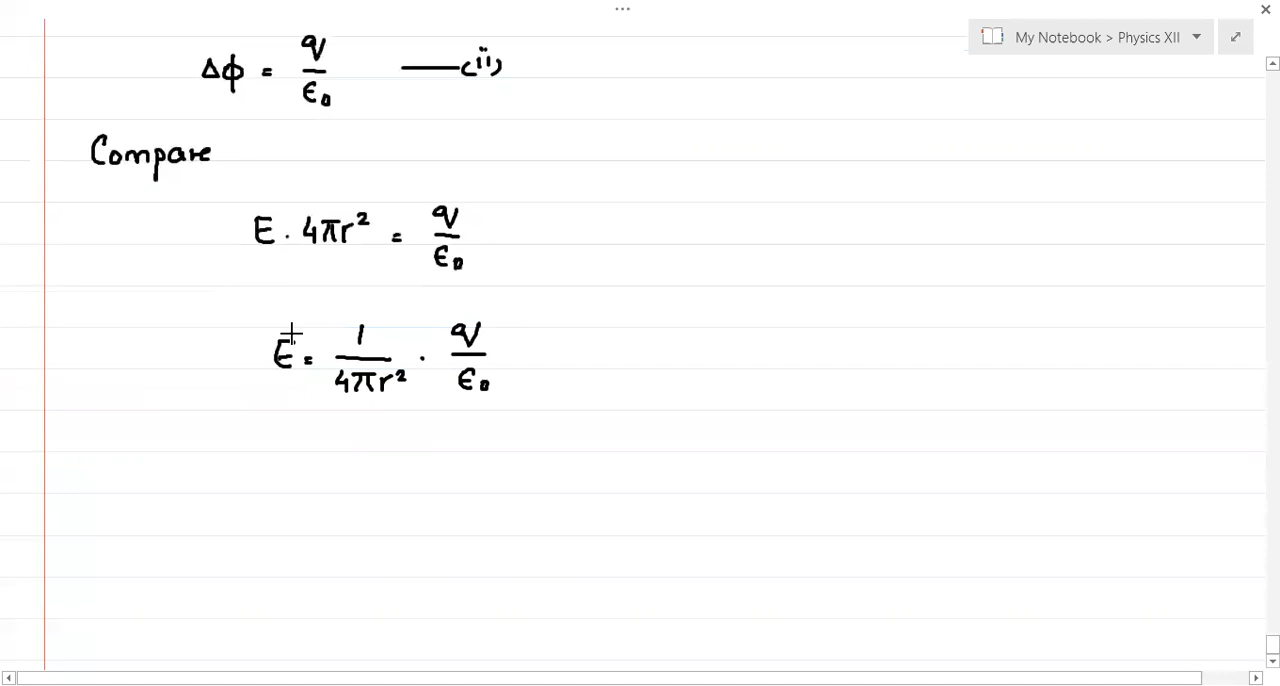 ...
My Notebook > Physics XII
Δϕ = q/ε₀ ——(ii)
Compare
E · 4πr² = q/ε₀
E = 1/4πr² · q/ε₀